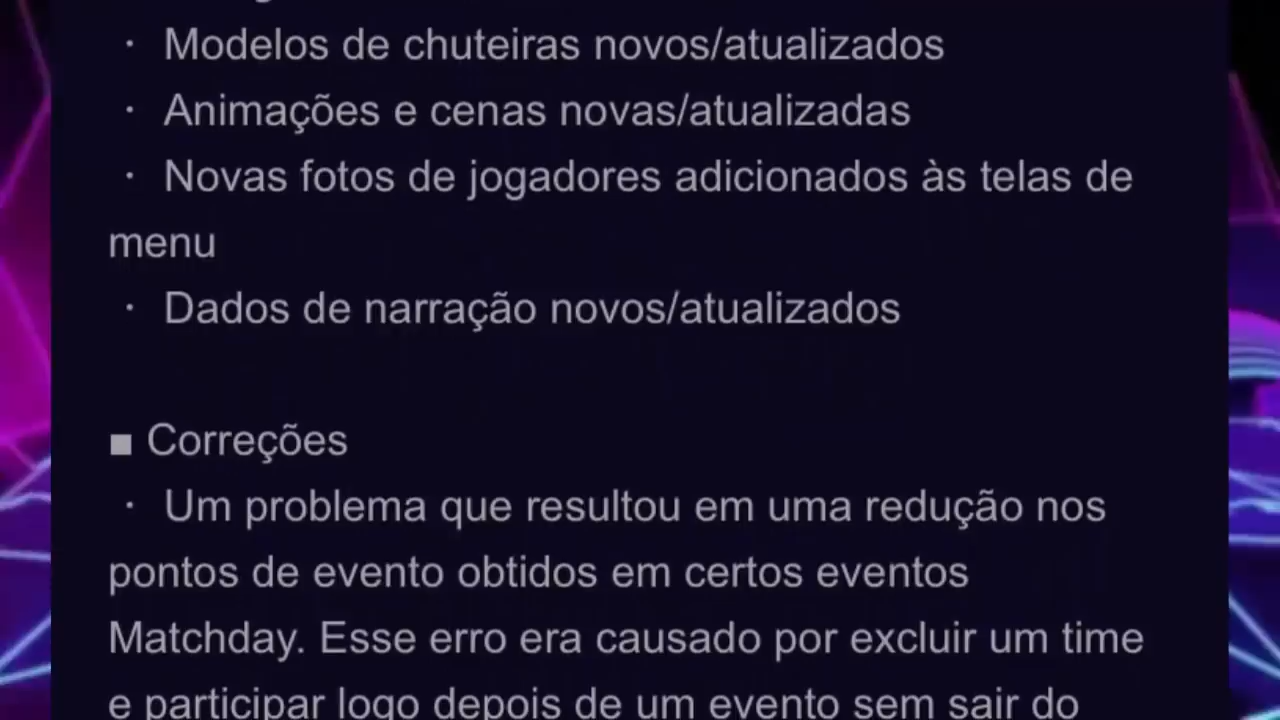 · Modelos de chuteiras novos/atualizados
· Animações e cenas novas/atualizadas
· Novas fotos de jogadores adicionados às telas de
menu
· Dados de narração novos/atualizados
■ Correções
· Um problema que resultou em uma redução nos
pontos de evento obtidos em certos eventos
Matchday. Esse erro era causado por excluir um time
e participar logo depois de um evento sem sair do